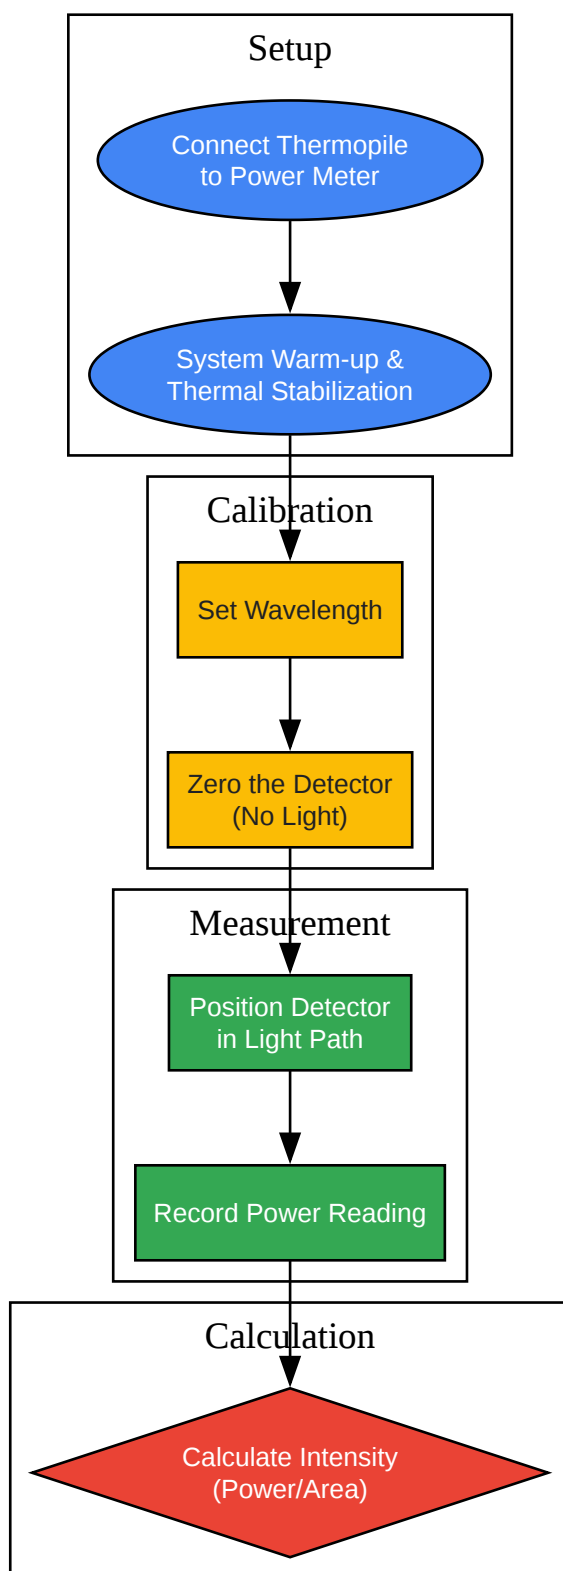 Setup
Connect Thermopile
to Power Meter
System Warm-up &
Thermal Stabilization
Calibration
Set Wavelength
Zero the Detector
(No Light)
Measurement
Position Detector
in Light Path
Record Power Reading
Calculation
Calculate Intensity
(Power/Area)